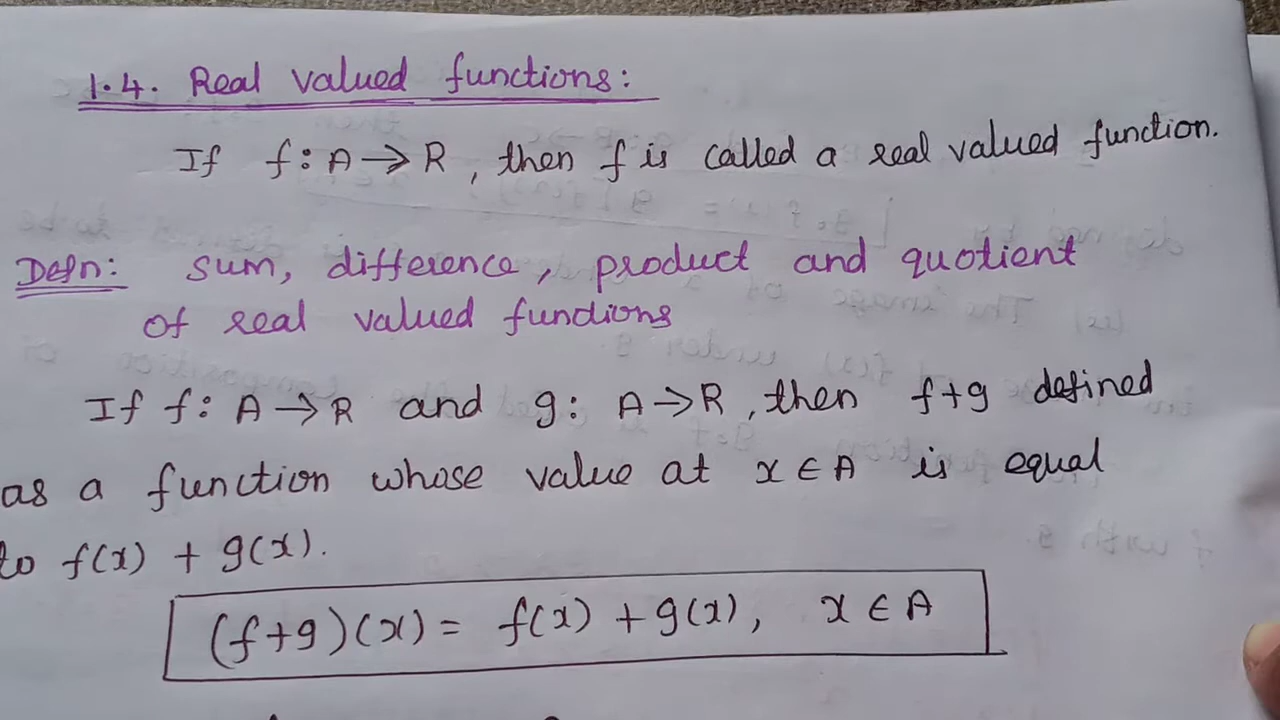 1.4. Real valued functions:
If f: A → R, then f is called a real valued function.
Defn: sum, difference, product and quotient
of real valued functions
If f: A → R and g: A → R, then f+g defined
as a function whose value at x ∈ A is equal
to f(x) + g(x).
(f+g)(x) = f(x) + g(x), x ∈ A